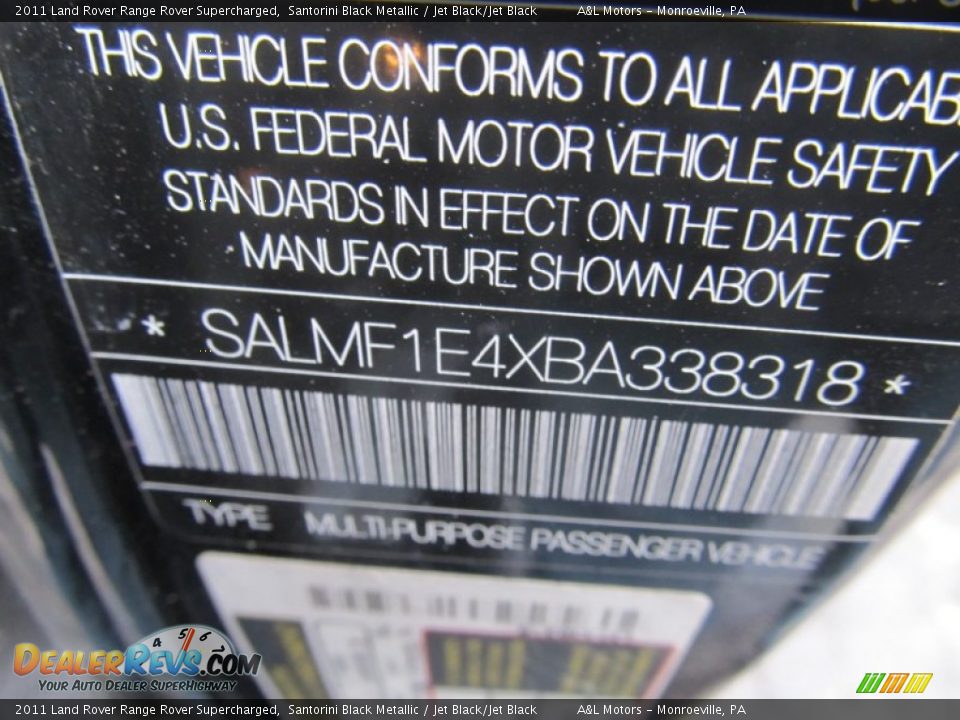 2011 Land Rover Range Rover Supercharged, Santorini Black Metallic / Jet Black/Jet Black A&L Motors - Monroeville, PA
THIS VEHICLE CONFORMS TO ALL APPLICAB
U.S. FEDERAL MOTOR VEHICLE SAFETY
STANDARDS IN EFFECT ON THE DATE OF
MANUFACTURE SHOWN ABOVE
* SALMF1E4XBA338318 *
TYPE MULTI-PURPOSE PASSENGER VEHICLE
4 5 6
DEALERREVS.COM
YOUR AUTO DEALER SUPERHIGHWAY
2011 Land Rover Range Rover Supercharged, Santorini Black Metallic / Jet Black/Jet Black A&L Motors - Monroeville, PA